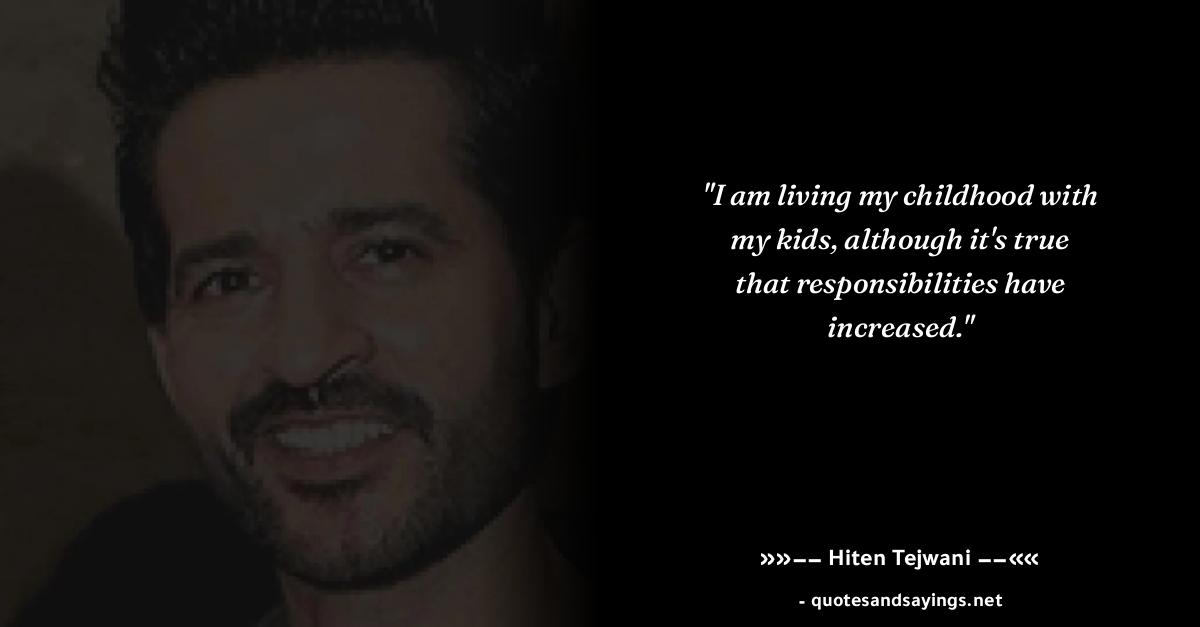 "I am living my childhood with
my kids, although it's true
that responsibilities have
increased."
»»–– Hiten Tejwani ––««
- quotesandsayings.net